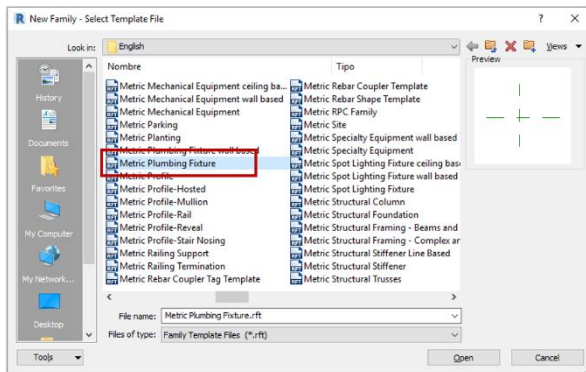 New Family - Select Template File
Look in: English
Views
Preview
Nombre Tipo
Metric Mechanical Equipment ceiling ba...
Metric Mechanical Equipment wall based
Metric Mechanical Equipment
Metric Parking
Metric Planting
Metric Plumbing Fixture wall based
Metric Plumbing Fixture
Metric Profile
Metric Profile-Hosted
Metric Profile-Mullion
Metric Profile-Rail
Metric Profile-Reveal
Metric Profile-Stair Nosing
Metric Railing Support
Metric Railing Termination
Metric Rebar Coupler Tag Template
Metric Rebar Coupler Template
Metric Rebar Shape Template
Metric RPC Family
Metric Site
Metric Specialty Equipment wall based
Metric Specialty Equipment
Metric Spot Lighting Fixture ceiling base
Metric Spot Lighting Fixture wall based
Metric Spot Lighting Fixture
Metric Structural Column
Metric Structural Foundation
Metric Structural Framing - Beams and
Metric Structural Framing - Complex ar
Metric Structural Stiffener Line Based
Metric Structural Stiffener
Metric Structural Trusses
History
Documents
Favorites
My Computer
My Network...
Desktop
File name: Metric Plumbing Fixture.rft
Files of type: Family Template Files (*.rft)
Tools
Open
Cancel